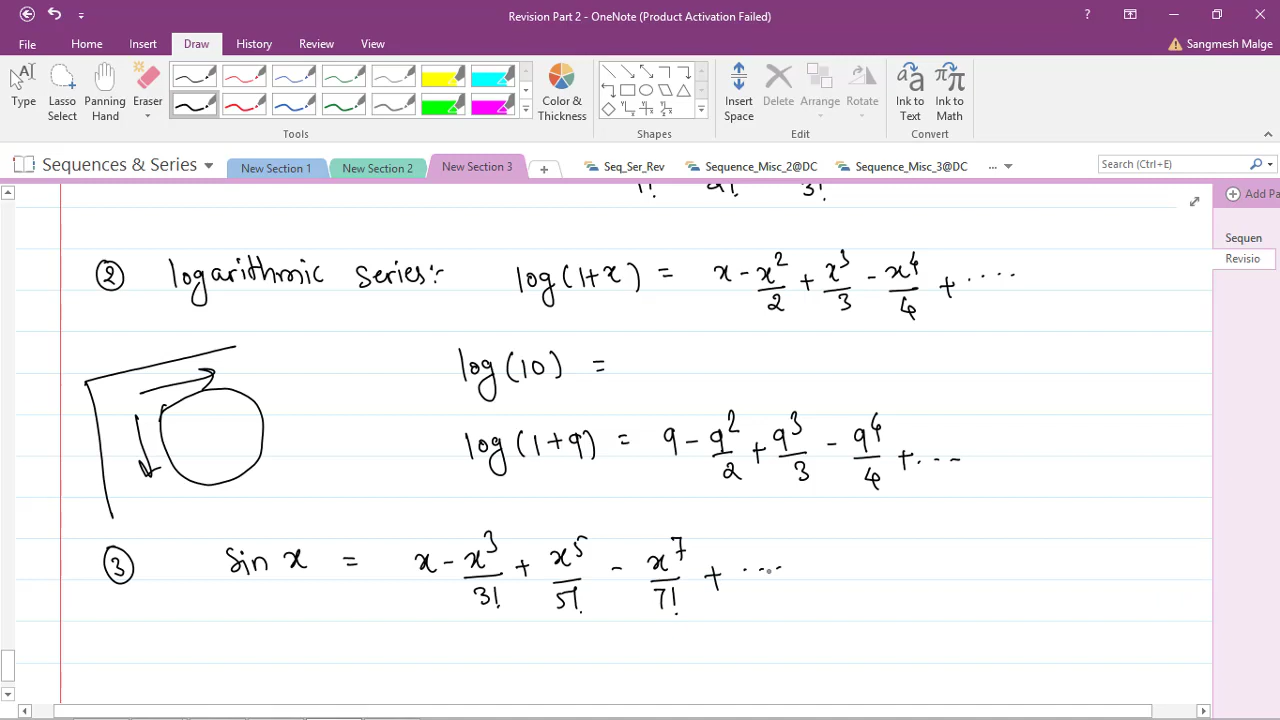 Revision Part 2 - OneNote (Product Activation Failed)
File Home Insert Draw History Review View Sangmesh Malge
Type Lasso Select Panning Hand Eraser Color & Thickness Insert Space Delete Arrange Rotate Ink to Text Ink to Math
Tools Shapes Edit Convert
Sequences & Series New Section 1 New Section 2 New Section 3 + Seq_Ser_Rev Sequence_Misc_2@DC Sequence_Misc_3@DC ... Search (Ctrl+E)
Add Pa
Sequen
Revisio
② logarithmic series:- log(1+x) = x - x²/2 + x³/3 - x⁴/4 + ....
log(10) =
log(1+9) = 9 - 9²/2 + 9³/3 - 9⁴/4 + ...
③ Sin x = x - x³/3! + x⁵/5! - x⁷/7! + ....